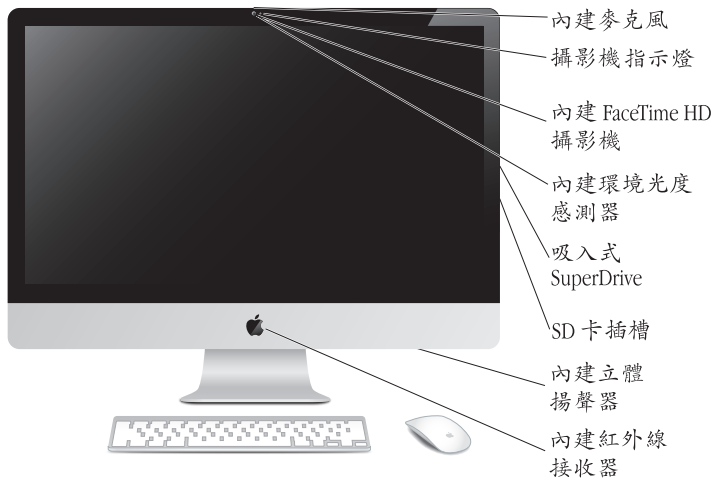 內建麥克風
攝影機指示燈
內建 FaceTime HD
攝影機
內建環境光度
感測器
吸入式
SuperDrive
SD 卡插槽
內建立體
揚聲器
內建紅外線
接收器